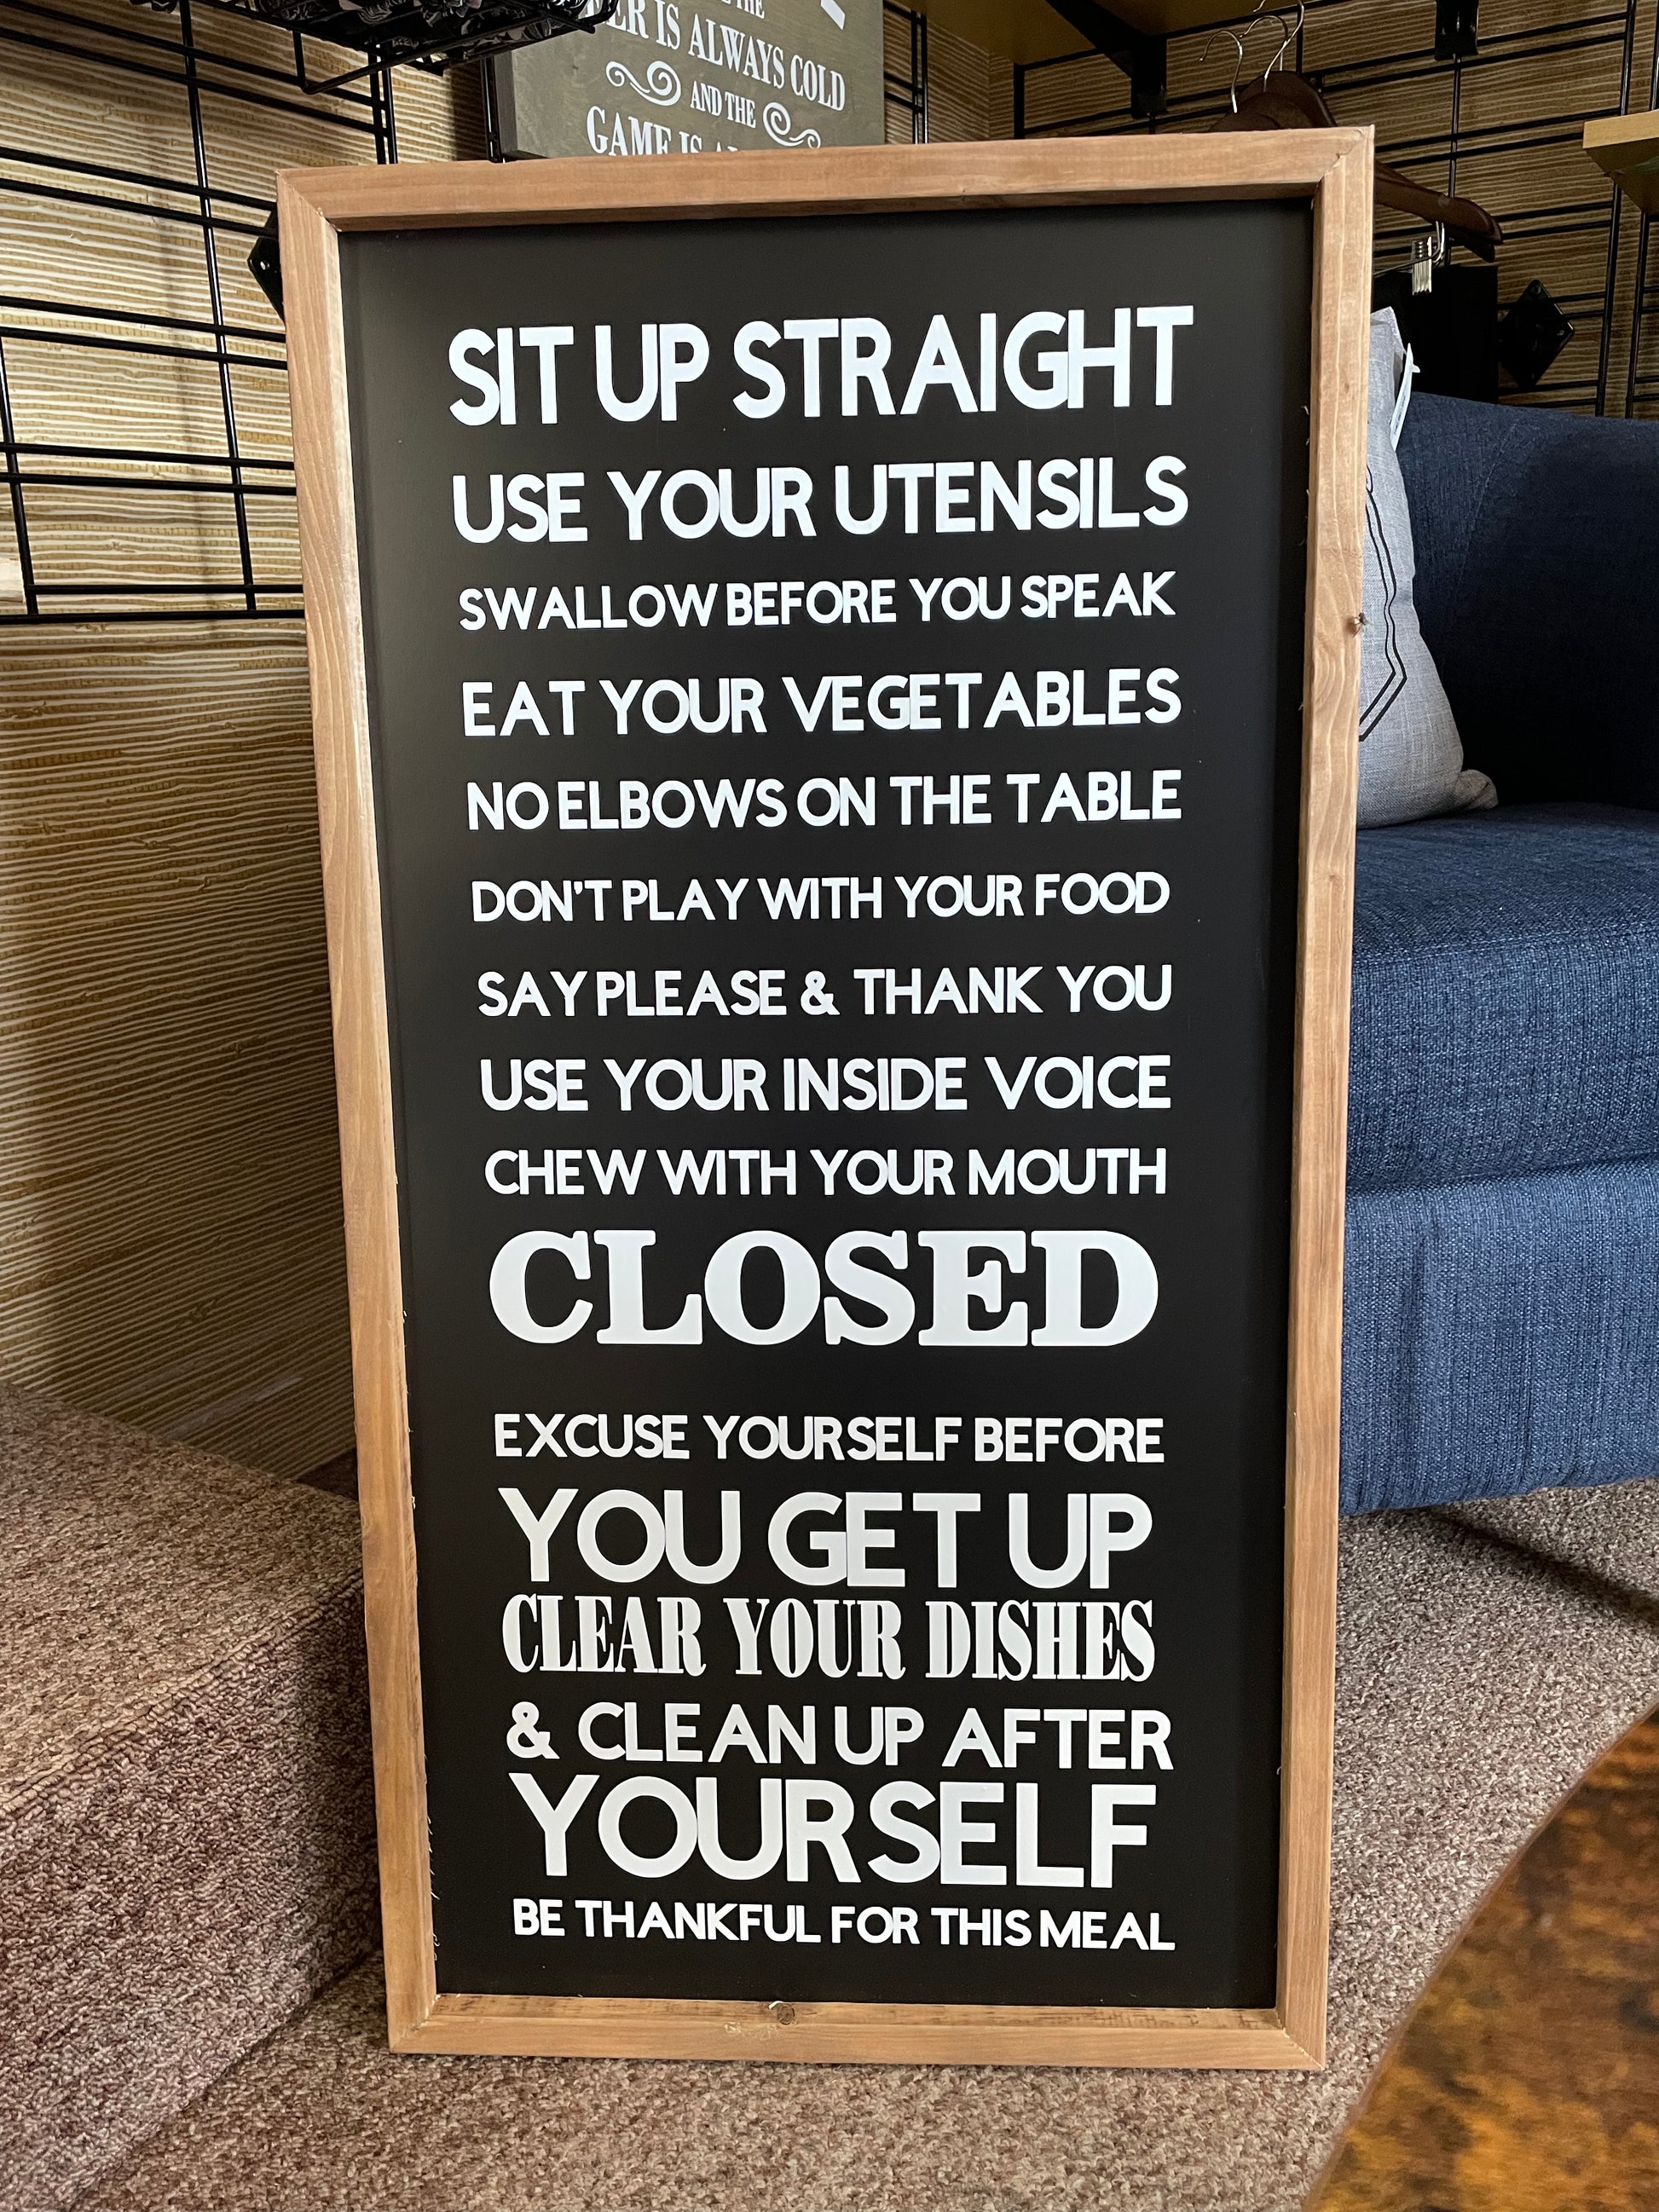 THE
IS ALWAYS COLD
AND THE
GAME IS
SIT UP STRAIGHT
USE YOUR UTENSILS
SWALLOW BEFORE YOU SPEAK
EAT YOUR VEGETABLES
NO ELBOWS ON THE TABLE
DON'T PLAY WITH YOUR FOOD
SAY PLEASE & THANK YOU
USE YOUR INSIDE VOICE
CHEW WITH YOUR MOUTH
CLOSED
EXCUSE YOURSELF BEFORE
YOU GET UP
CLEAR YOUR DISHES
& CLEAN UP AFTER
YOURSELF
BE THANKFUL FOR THIS MEAL